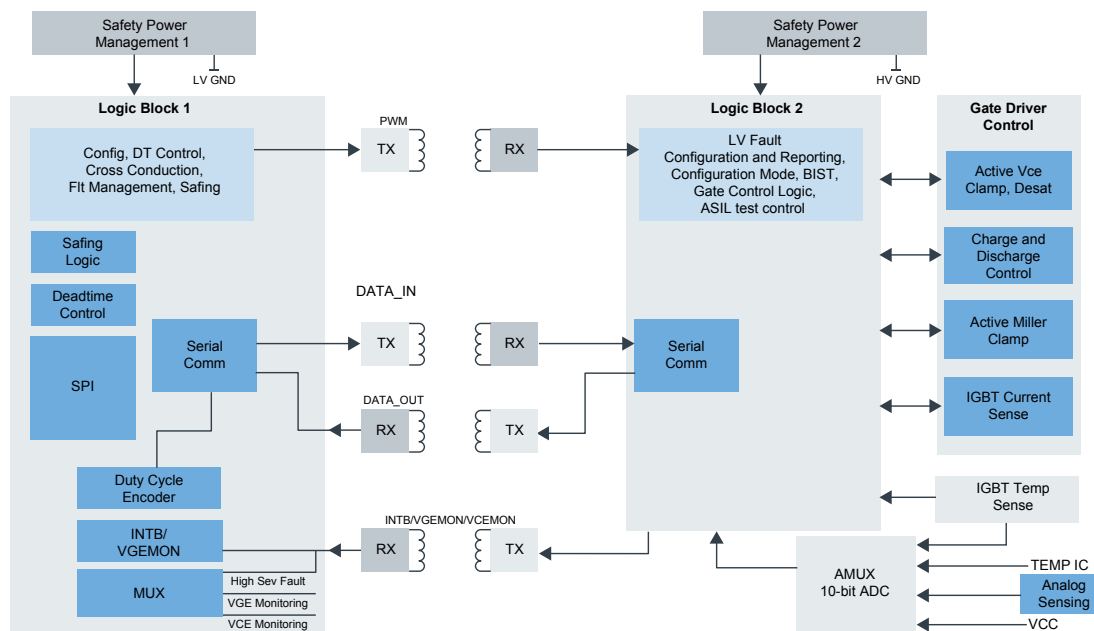 Safety Power
Management 1
LV GND
Safety Power
Management 2
HV GND
Logic Block 1
Config, DT Control,
Cross Conduction,
Flt Management, Safing
Safing
Logic
Deadtime
Control
SPI
Serial
Comm
Duty Cycle
Encoder
INTB/
VGEMON
MUX
High Sev Fault
VGE Monitoring
VCE Monitoring
PWM
TX
RX
DATA_IN
TX
RX
DATA_OUT
RX
TX
INTB/VGEMON/VCEMON
RX
TX
Logic Block 2
LV Fault
Configuration and Reporting,
Configuration Mode, BIST,
Gate Control Logic,
ASIL test control
Serial
Comm
Gate Driver
Control
Active Vce
Clamp, Desat
Charge and
Discharge
Control
Active Miller
Clamp
IGBT Current
Sense
IGBT Temp
Sense
AMUX
10-bit ADC
TEMP IC
Analog
Sensing
VCC